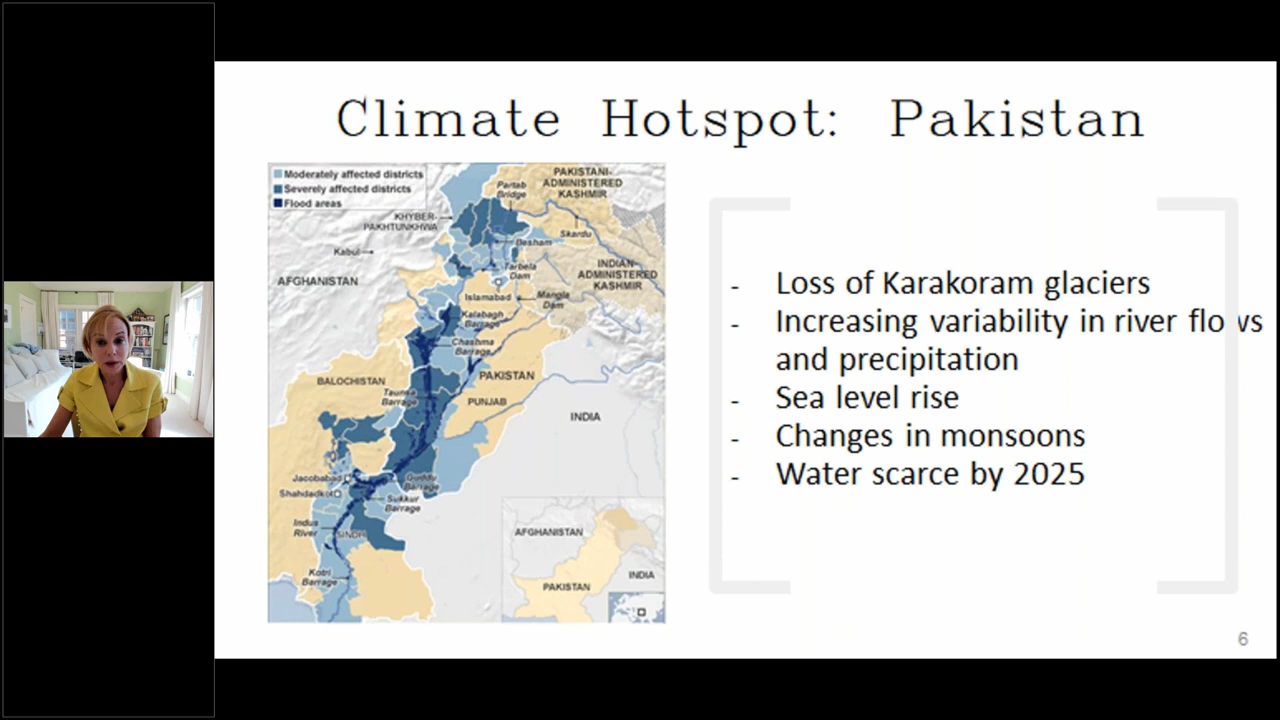 Climate Hotspot: Pakistan
Moderately affected districts
Severely affected districts
Flood areas
PAKISTANI-
ADMINISTERED
KASHMIR
Partab
Bridge
KHYBER-
PAKHTUNKHWA
Skardu
Besham
Kabul
AFGHANISTAN
Tarbela
Dam
INDIAN-
ADMINISTERED
KASHMIR
Islamabad
Mangla
Dam
Kalabagh
Barrage
Chashma
Barrage
BALOCHISTAN
PAKISTAN
Taunsa
Barrage
PUNJAB
INDIA
Jacobabad
Guddu
Barrage
Shahdadkot
Sukkur
Barrage
Indus
River
SINDH
Kotri
Barrage
AFGHANISTAN
INDIA
PAKISTAN
- Loss of Karakoram glaciers
- Increasing variability in river flows
and precipitation
- Sea level rise
- Changes in monsoons
- Water scarce by 2025
6